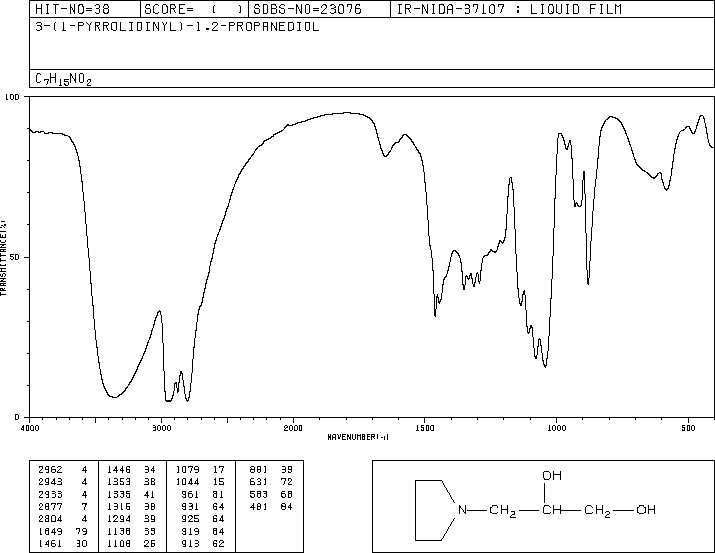 HIT-NO=38 SCORE= ( ) SDBS-NO=23076 IR-NIDA-37107 : LIQUID FILM
3-(1-PYRROLIDINYL)-1,2-PROPANEDIOL
C7H15NO2
100
50
0
TRANSMITTANCE(%)
4000 3000 2000 1500 1000 500
WAVENUMBER(-1)
2962 4 1446 34 1079 17 881 39
2943 4 1353 38 1044 15 631 72
2933 4 1335 41 961 81 583 68
2877 7 1316 38 931 64 481 84
2804 4 1294 39 925 64
1649 79 1138 33 919 64
1461 30 1108 26 913 62
OH
N CH2 CH CH2 OH